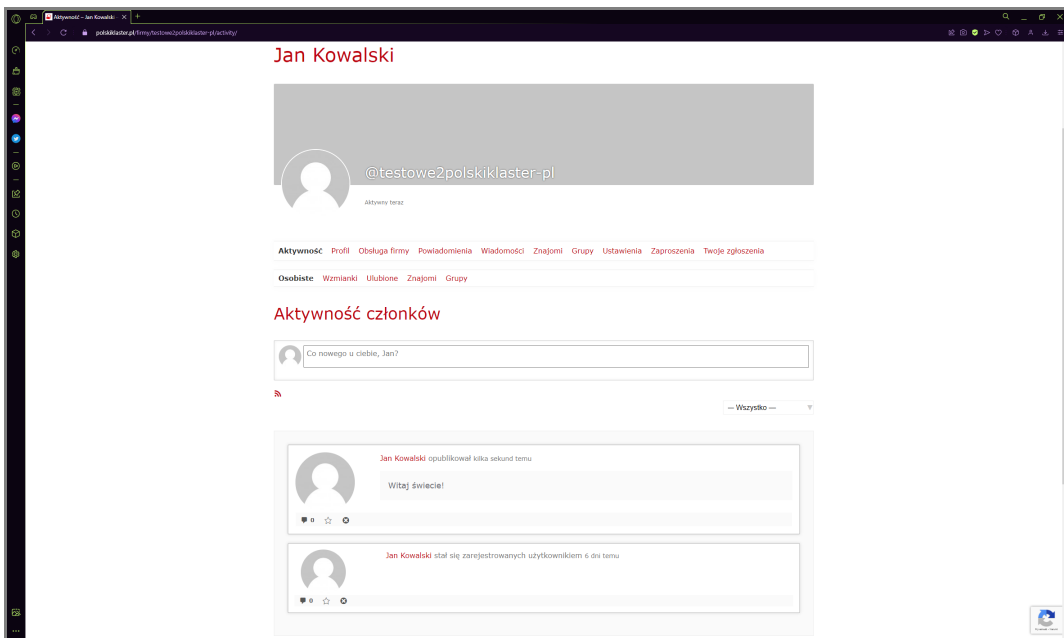 Aktywność – Jan Kowalski
polskiklaster.pl/firmy/testowe2polskiklaster-pl/activity/
Jan Kowalski
@testowe2polskiklaster-pl
Aktywny teraz
Aktywność Profil Obsługa firmy Powiadomienia Wiadomości Znajomi Grupy Ustawienia Zaproszenia Twoje zgłoszenia
Osobiste Wzmianki Ulubione Znajomi Grupy
Aktywność członków
Co nowego u ciebie, Jan?
— Wszystko —
Jan Kowalski opublikował kilka sekund temu
Witaj świecie!
0
Jan Kowalski stał się zarejestrowanych użytkownikiem 6 dni temu
0